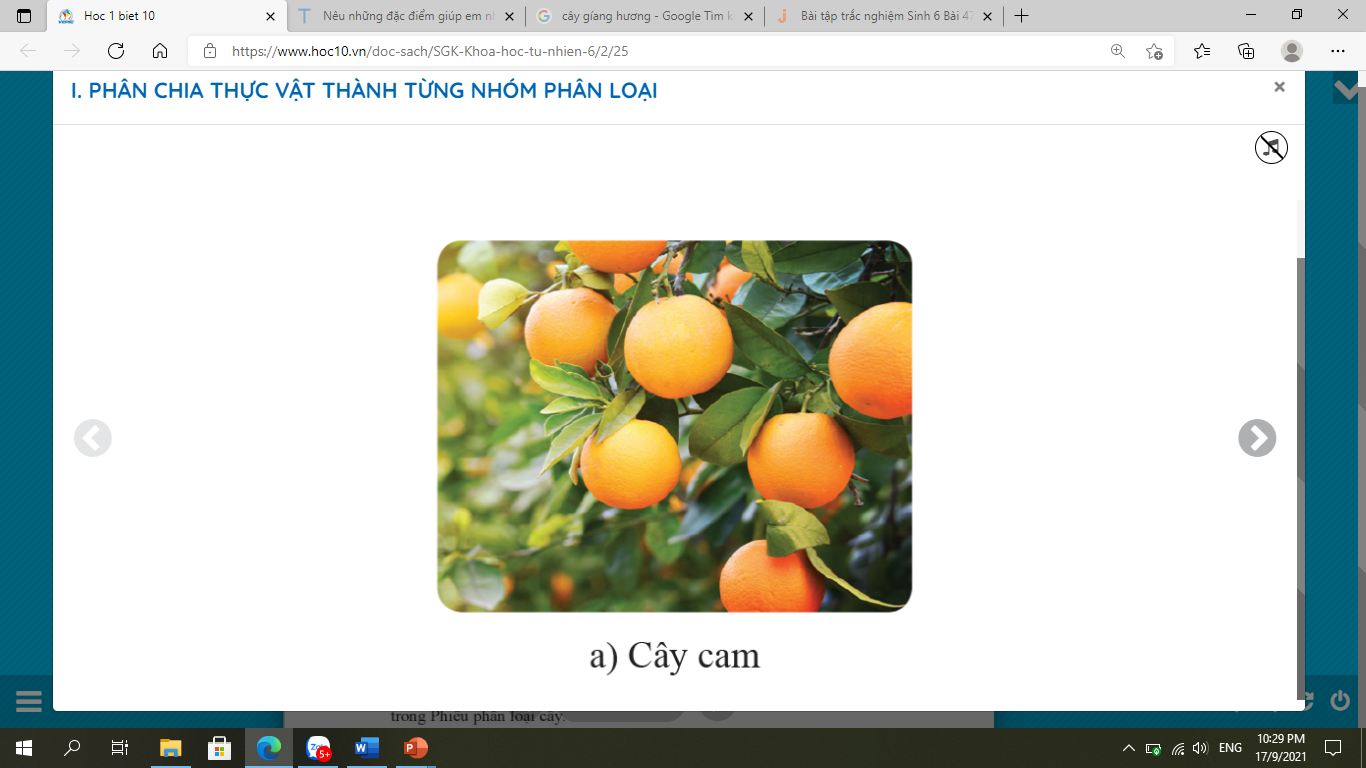 Hoc 1 biet 10
Nêu những đặc điểm giúp em nh
cây gíang hương - Google Tìm k
Bài tập trắc nghiệm Sinh 6 Bài 47
https://www.hoc10.vn/doc-sach/SGK-Khoa-hoc-tu-nhien-6/2/25
I. PHÂN CHIA THỰC VẬT THÀNH TỪNG NHÓM PHÂN LOẠI
a) Cây cam
trong Phiếu phân loại cây.
5+
ENG
10:29 PM
17/9/2021